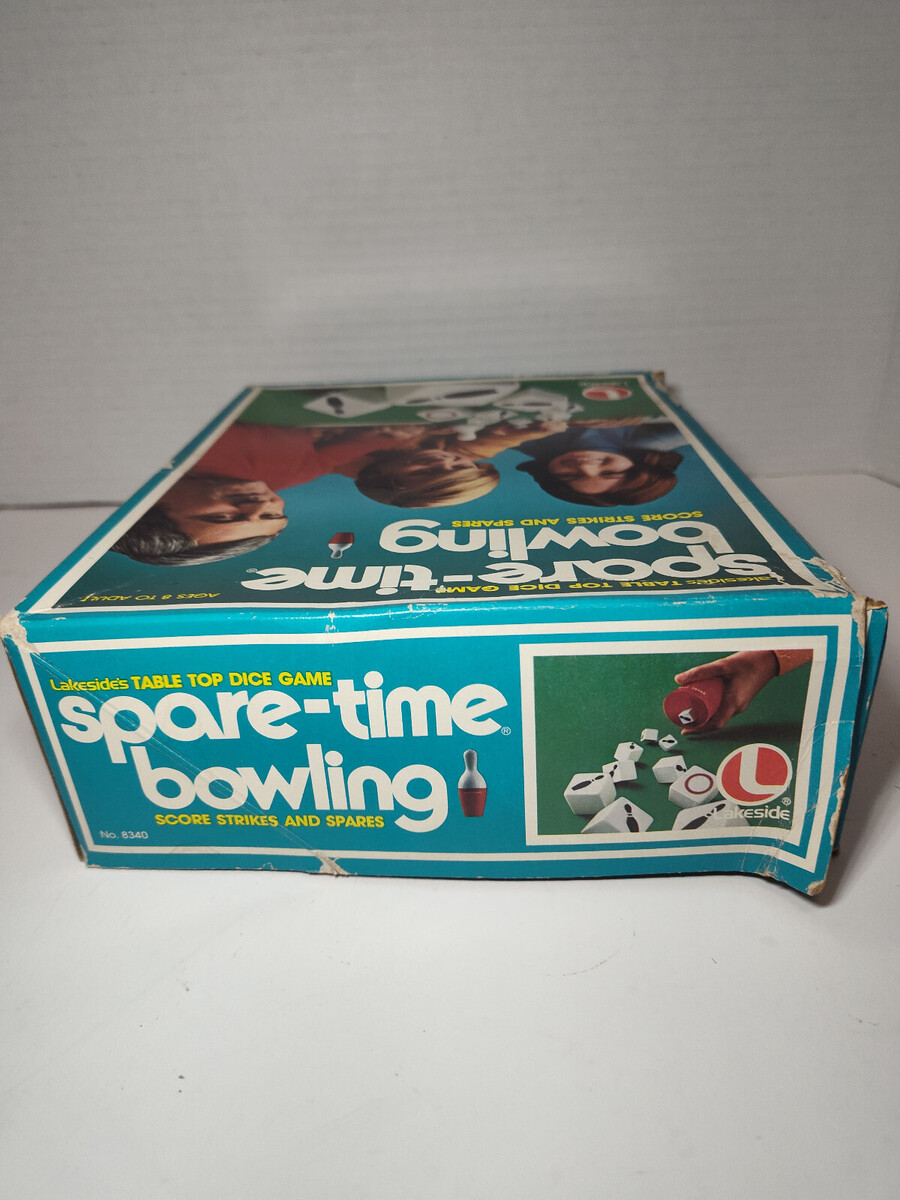 Lakeside's TABLE TOP DICE GAME
spare-time®
bowling
SCORE STRIKES AND SPARES
AGES 8 TO ADULT
Lakeside's TABLE TOP DICE GAME
spare-time®
bowling
SCORE STRIKES AND SPARES
No. 8340
L®
Lakeside